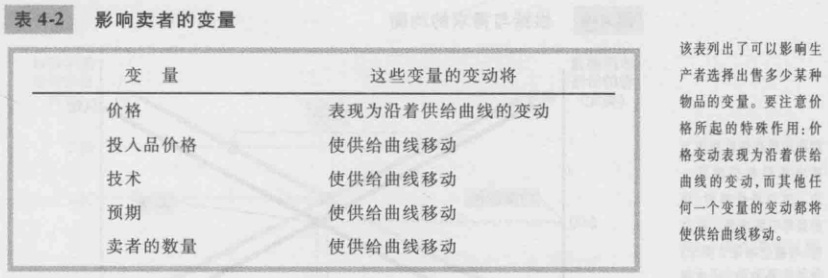 表 4-2 影响卖者的变量
变 量 这些变量的变动将
价格 表现为沿着供给曲线的变动
投入品价格 使供给曲线移动
技术 使供给曲线移动
预期 使供给曲线移动
卖者的数量 使供给曲线移动
该表列出了可以影响生
产者选择出售多少某种
物品的变量。要注意价
格所起的特殊作用:价
格变动表现为沿着供给
曲线的变动,而其他任
何一个变量的变动都将
使供给曲线移动。